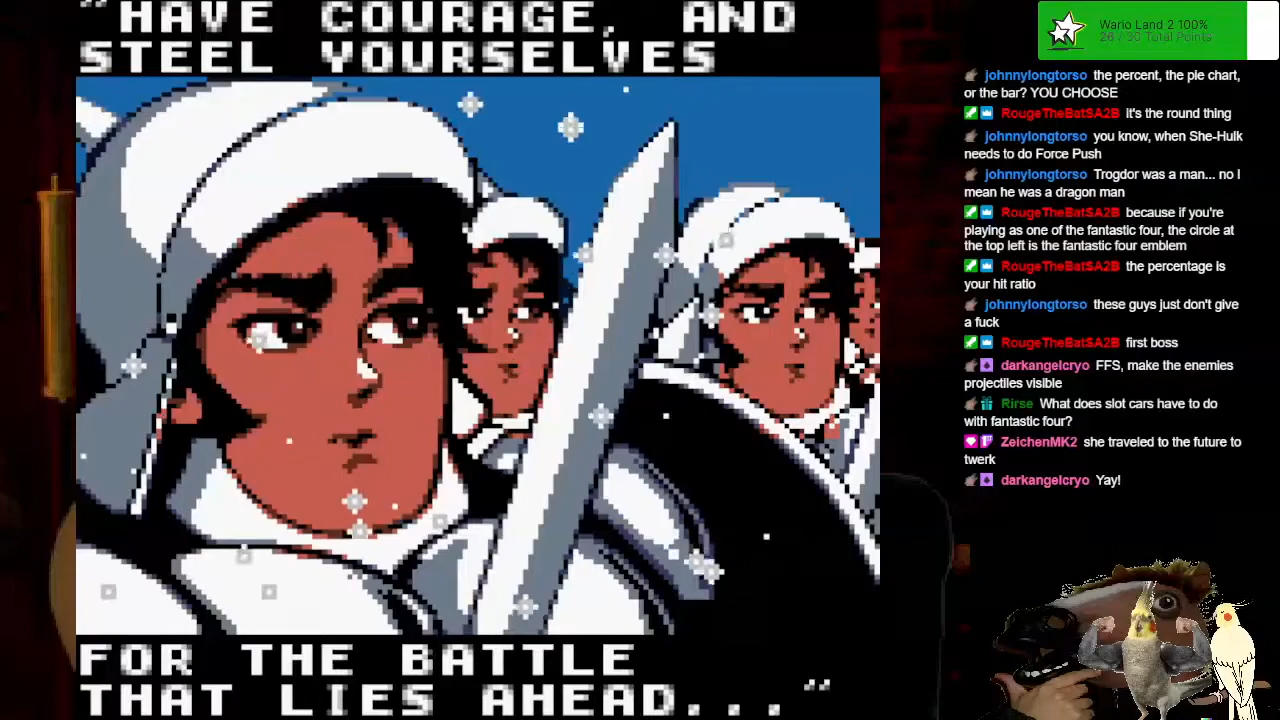 "HAVE COURAGE, AND
STEEL YOURSELVES
FOR THE BATTLE
THAT LIES AHEAD..."
Wario Land 2 100%
26 / 30 Total Points
johnnylongtorso the percent, the pie chart,
or the bar? YOU CHOOSE
RougeTheBatSA2B It's the round thing
johnnylongtorso you know, when She-Hulk
needs to do Force Push
johnnylongtorso Trogdor was a man... no I
mean he was a dragon man
RougeTheBatSA2B because if you're
playing as one of the fantastic four, the circle at
the top left is the fantastic four emblem
RougeTheBatSA2B the percentage is
your hit ratio
johnnylongtorso these guys just don't give
a fuck
RougeTheBatSA2B first boss
darkangelcryo FFS, make the enemies
projectiles visible
Rirse What does slot cars have to do
with fantastic four?
ZeichenMK2 she traveled to the future to
twerk
darkangelcryo Yay!